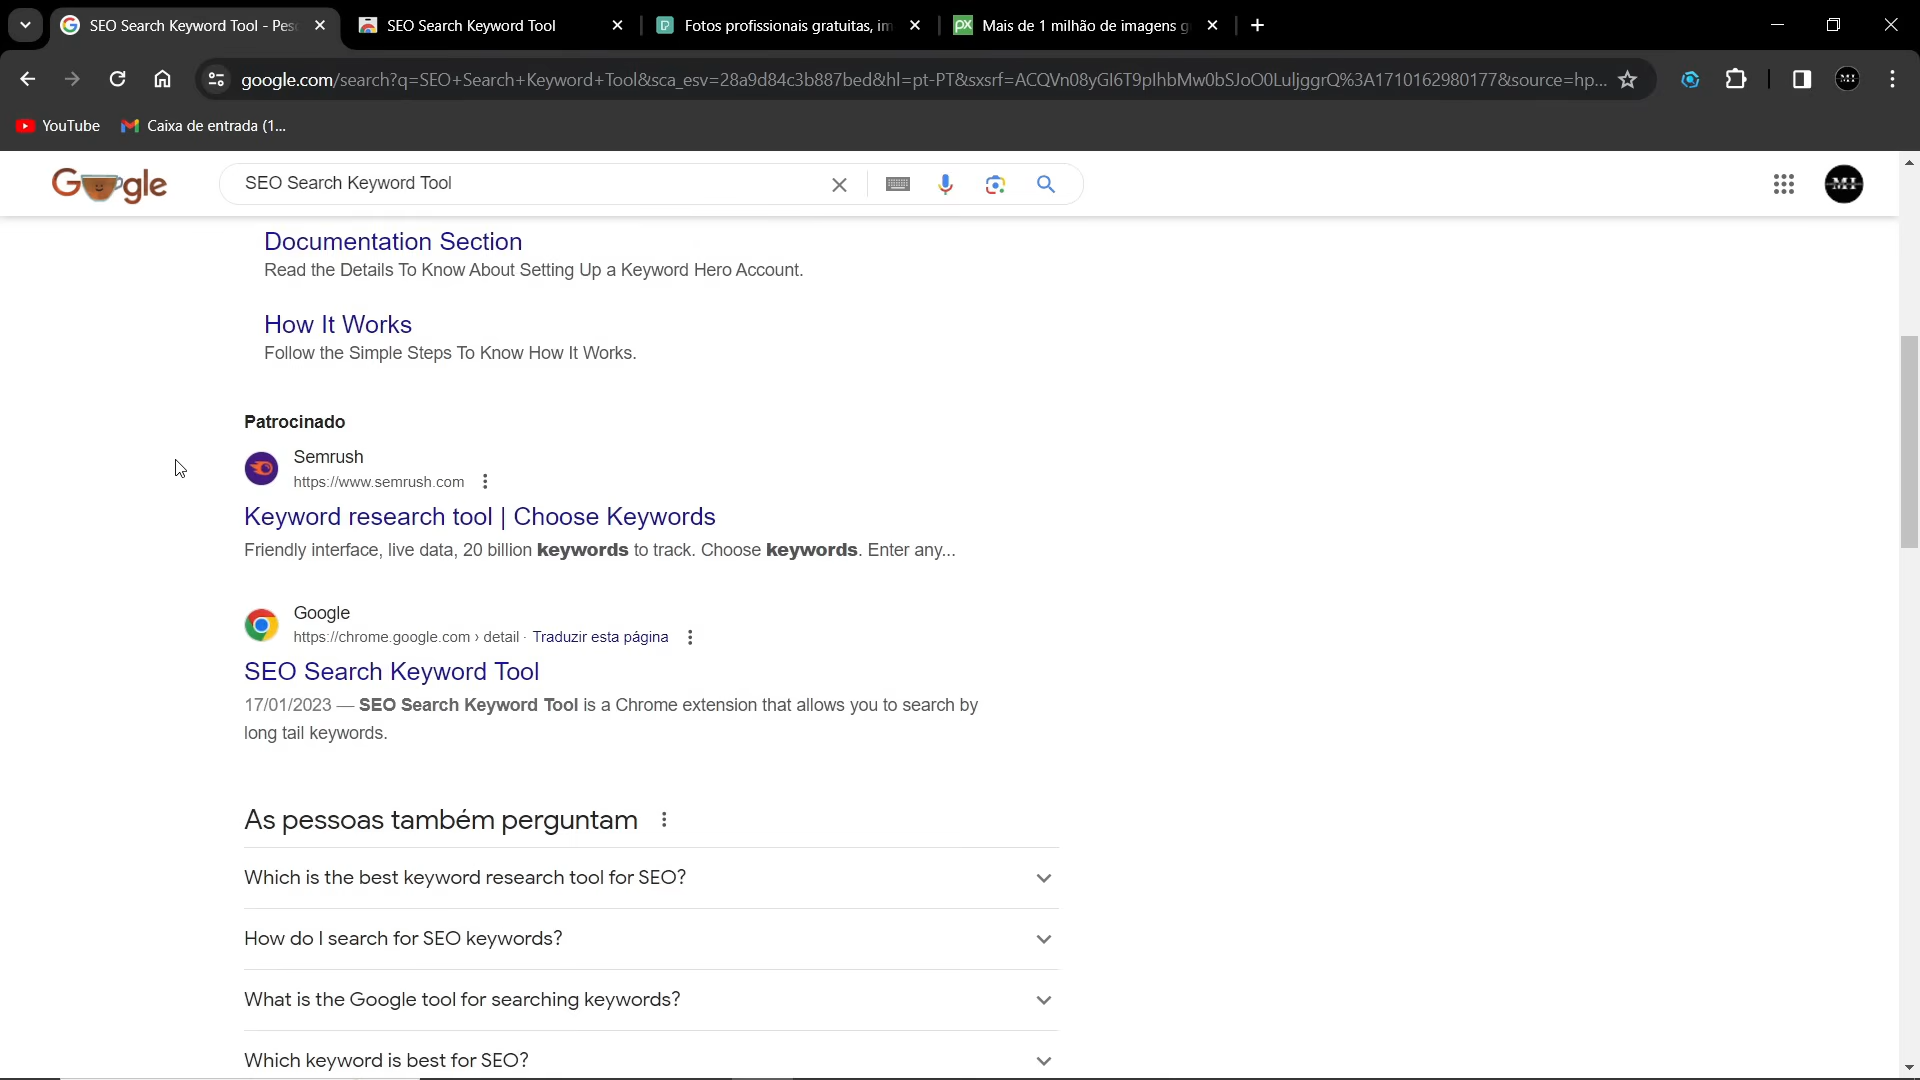 SEO Search Keyword Tool - Pes
SEO Search Keyword Tool
Fotos profissionais gratuitas, im
Mais de 1 milhão de imagens g
google.com/search?q=SEO+Search+Keyword+Tool&sca_esv=28a9d84c3b887bed&hl=pt-PT&sxsrf=ACQVn08yGl6T9pIhbMw0bSJoO0LuljggrQ%3A1710162980177&source=hp...
YouTube
Caixa de entrada (1...
Google
SEO Search Keyword Tool
Documentation Section
Read the Details To Know About Setting Up a Keyword Hero Account.
How It Works
Follow the Simple Steps To Know How It Works.
Patrocinado
Semrush
https://www.semrush.com
Keyword research tool | Choose Keywords
Friendly interface, live data, 20 billion keywords to track. Choose keywords. Enter any...
Google
https://chrome.google.com › detail · Traduzir esta página
SEO Search Keyword Tool
17/01/2023 — SEO Search Keyword Tool is a Chrome extension that allows you to search by
long tail keywords.
As pessoas também perguntam
Which is the best keyword research tool for SEO?
How do I search for SEO keywords?
What is the Google tool for searching keywords?
Which keyword is best for SEO?